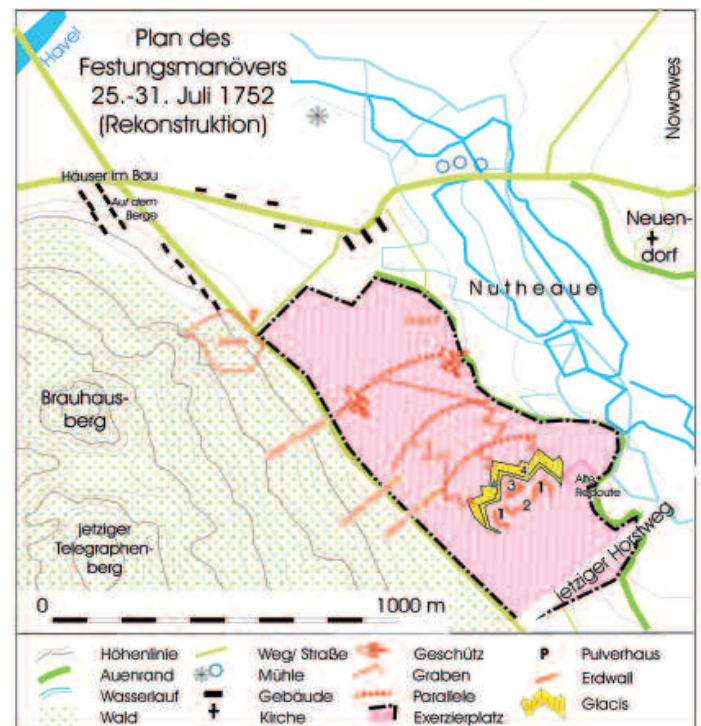 Havel
Plan des
Festungsmanövers
25.-31. Juli 1752
(Rekonstruktion)
Nowawes
Häuser im Bau
Auf dem
Berge
Neuen-
dorf
Nutheaue
P
Brauhaus-
berg
4
4
3
1
1
2
Alte
Redoute
jetziger
Telegraphen-
berg
jetziger Horstweg
0 1000 m
Höhenlinie
Auenrand
Wasserlauf
Wald
Weg/ Straße
Mühle
Gebäude
Kirche
Geschütz
Graben
Parallele
Exerzierplatz
P Pulverhaus
Erdwall
Glacis